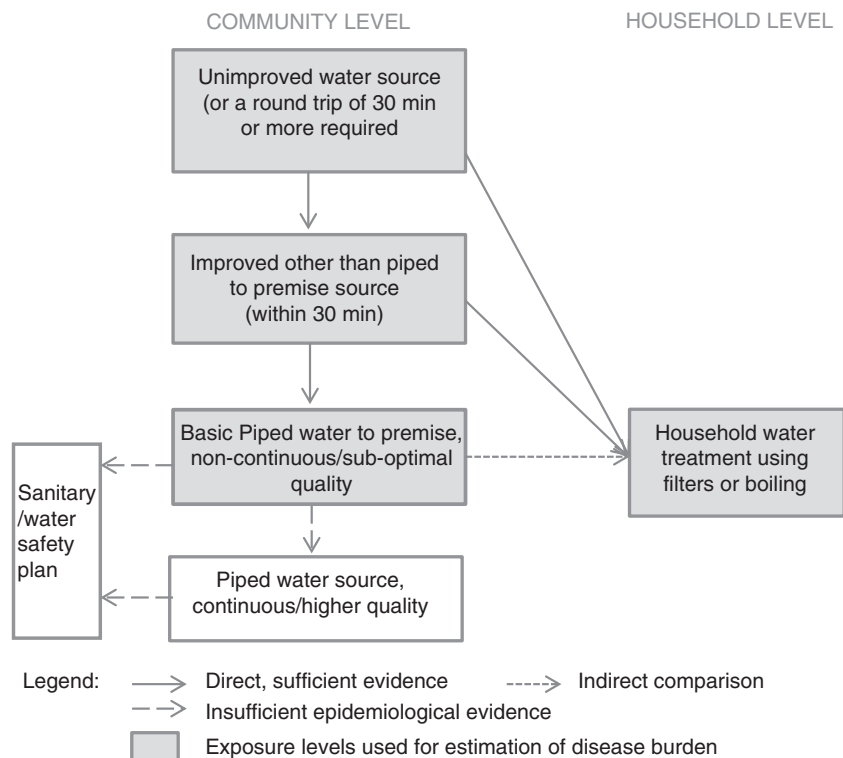 COMMUNITY LEVEL
HOUSEHOLD LEVEL
Unimproved water source
(or a round trip of 30 min
or more required
Improved other than piped
to premise source
(within 30 min)
Basic Piped water to premise,
non-continuous/sub-optimal
quality
Household water
treatment using
filters or boiling
Sanitary
/water
safety
plan
Piped water source,
continuous/higher quality
Legend:
Direct, sufficient evidence
Indirect comparison
Insufficient epidemiological evidence
Exposure levels used for estimation of disease burden